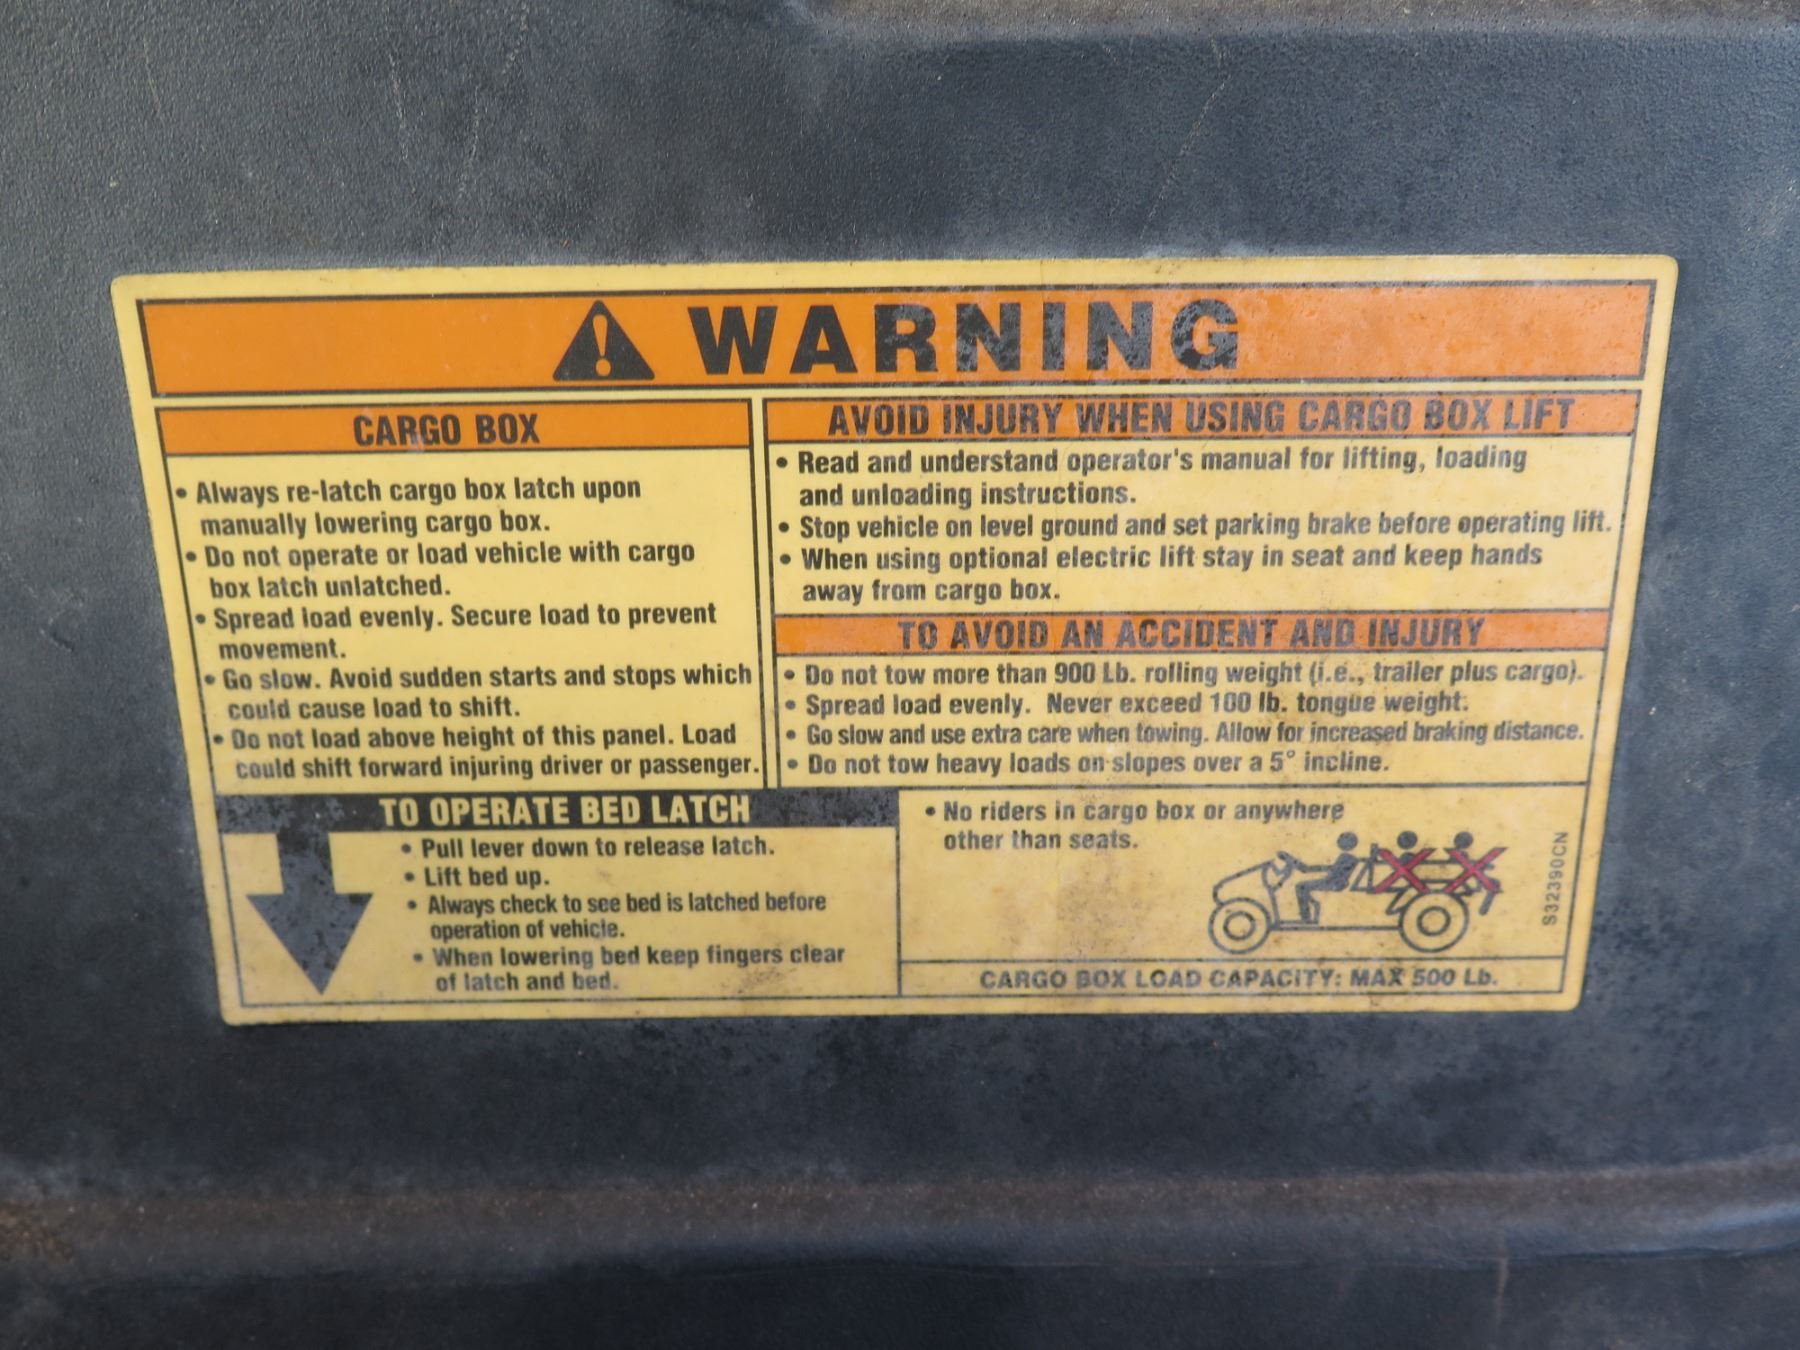 WARNING
CARGO BOX
• Always re-latch cargo box latch upon
manually lowering cargo box.
• Do not operate or load vehicle with cargo
box latch unlatched.
• Spread load evenly. Secure load to prevent
movement.
• Go slow. Avoid sudden starts and stops which
could cause load to shift.
• Do not load above height of this panel. Load
could shift forward injuring driver or passenger.
AVOID INJURY WHEN USING CARGO BOX LIFT
• Read and understand operator's manual for lifting, loading
and unloading instructions.
• Stop vehicle on level ground and set parking brake before operating lift.
• When using optional electric lift stay in seat and keep hands
away from cargo box.
TO AVOID AN ACCIDENT AND INJURY
• Do not tow more than 900 Lb. rolling weight (i.e., trailer plus cargo).
• Spread load evenly. Never exceed 100 lb. tongue weight.
• Go slow and use extra care when towing. Allow for increased braking distance.
• Do not tow heavy loads on slopes over a 5° incline.
TO OPERATE BED LATCH
• Pull lever down to release latch.
• Lift bed up.
• Always check to see bed is latched before
operation of vehicle.
• When lowering bed keep fingers clear
of latch and bed.
• No riders in cargo box or anywhere
other than seats.
S32390CN
CARGO BOX LOAD CAPACITY: MAX 500 Lb.